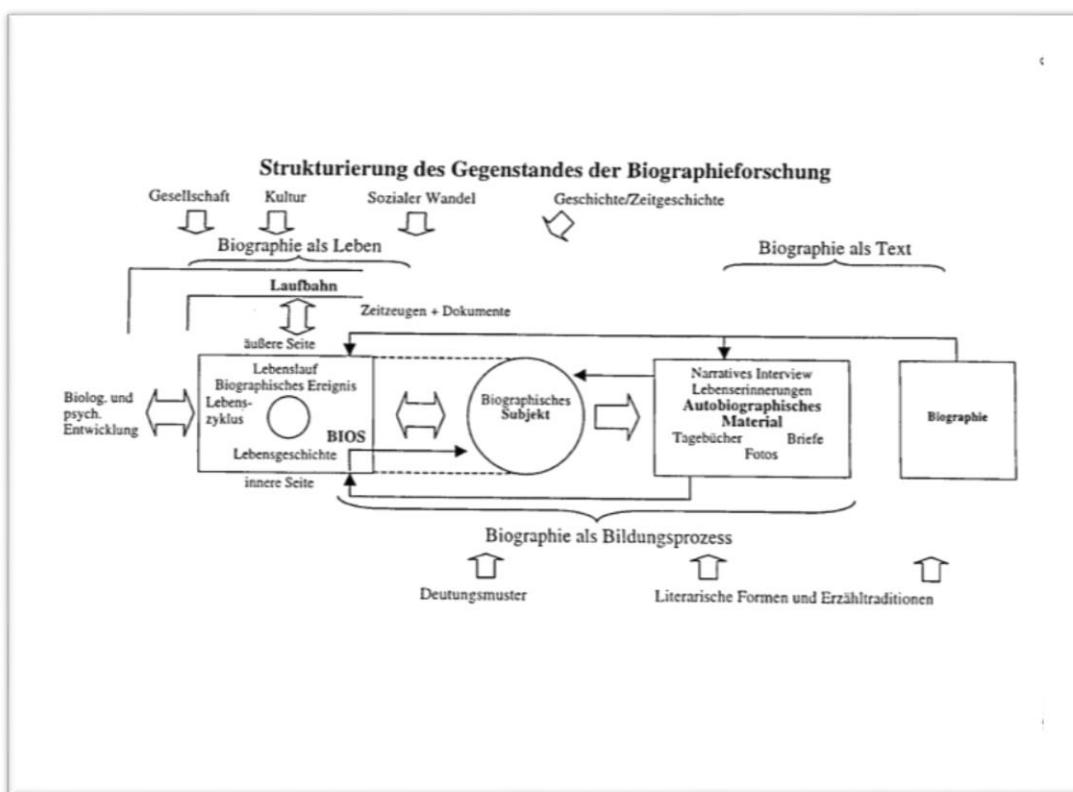 Strukturierung des Gegenstandes der Biographieforschung
Gesellschaft Kultur Sozialer Wandel Geschichte/Zeitgeschichte
Biographie als Leben Biographie als Text
Laufbahn
Zeitzeugen + Dokumente
äußere Seite
Lebenslauf
Biographisches Ereignis
Lebens-
zyklus
BIOS
Lebensgeschichte
innere Seite
Biolog. und
psych.
Entwicklung
Biographisches
Subjekt
Narratives Interview
Lebenserinnerungen
Autobiographisches
Material
Tagebücher Briefe
Fotos
Biographie
Biographie als Bildungsprozess
Deutungsmuster Literarische Formen und Erzähltraditionen